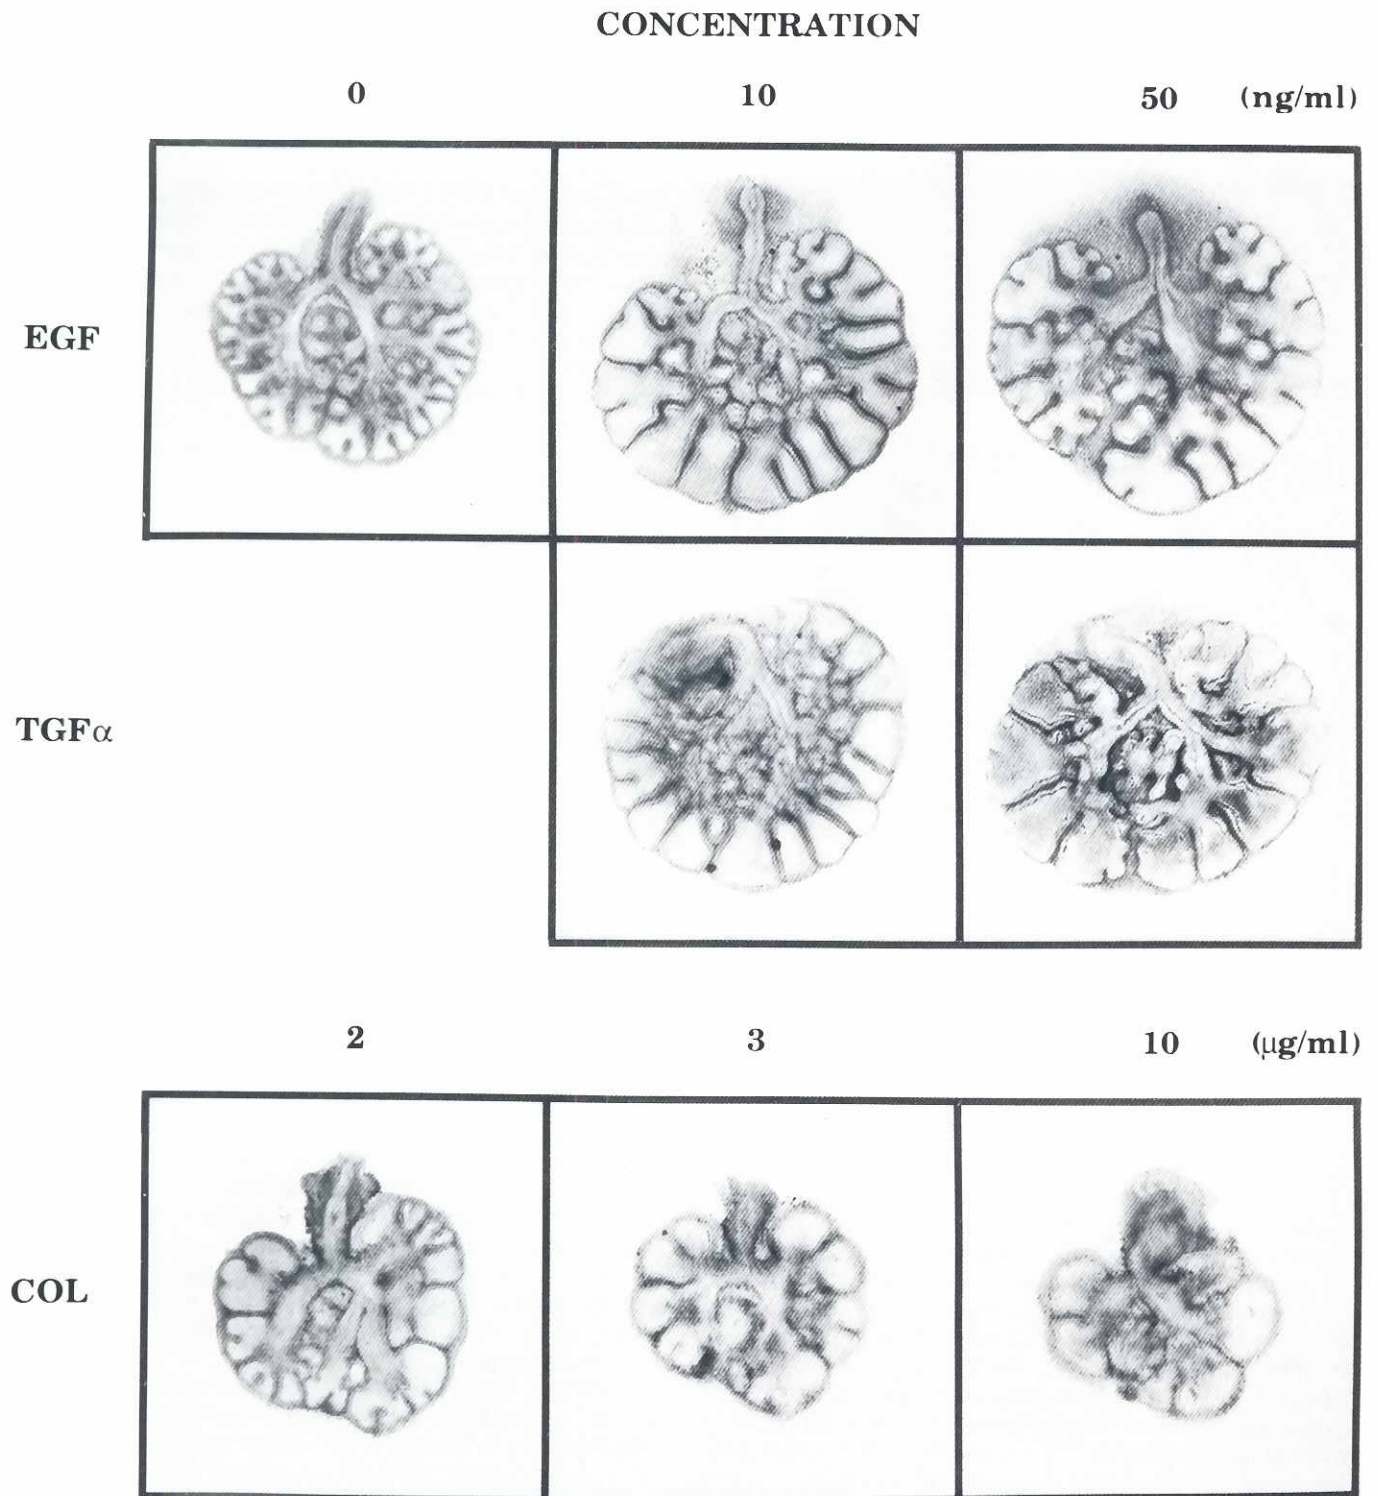 CONCENTRATION
0 10 50 (ng/ml)
EGF
TGFα
2 3 10 (μg/ml)
COL